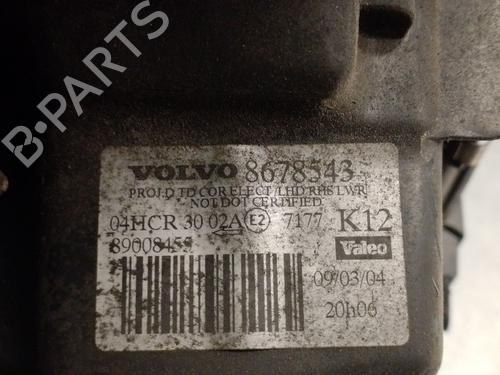 VOLVO 8678543
PROJ D TD COR ELECT / LHD RHS LWR
NOT DOT CERTIFIED
04HCR 30 02A E2 7177 K12
89008455
Valeo
09/03/04
20h06
B-PARTS